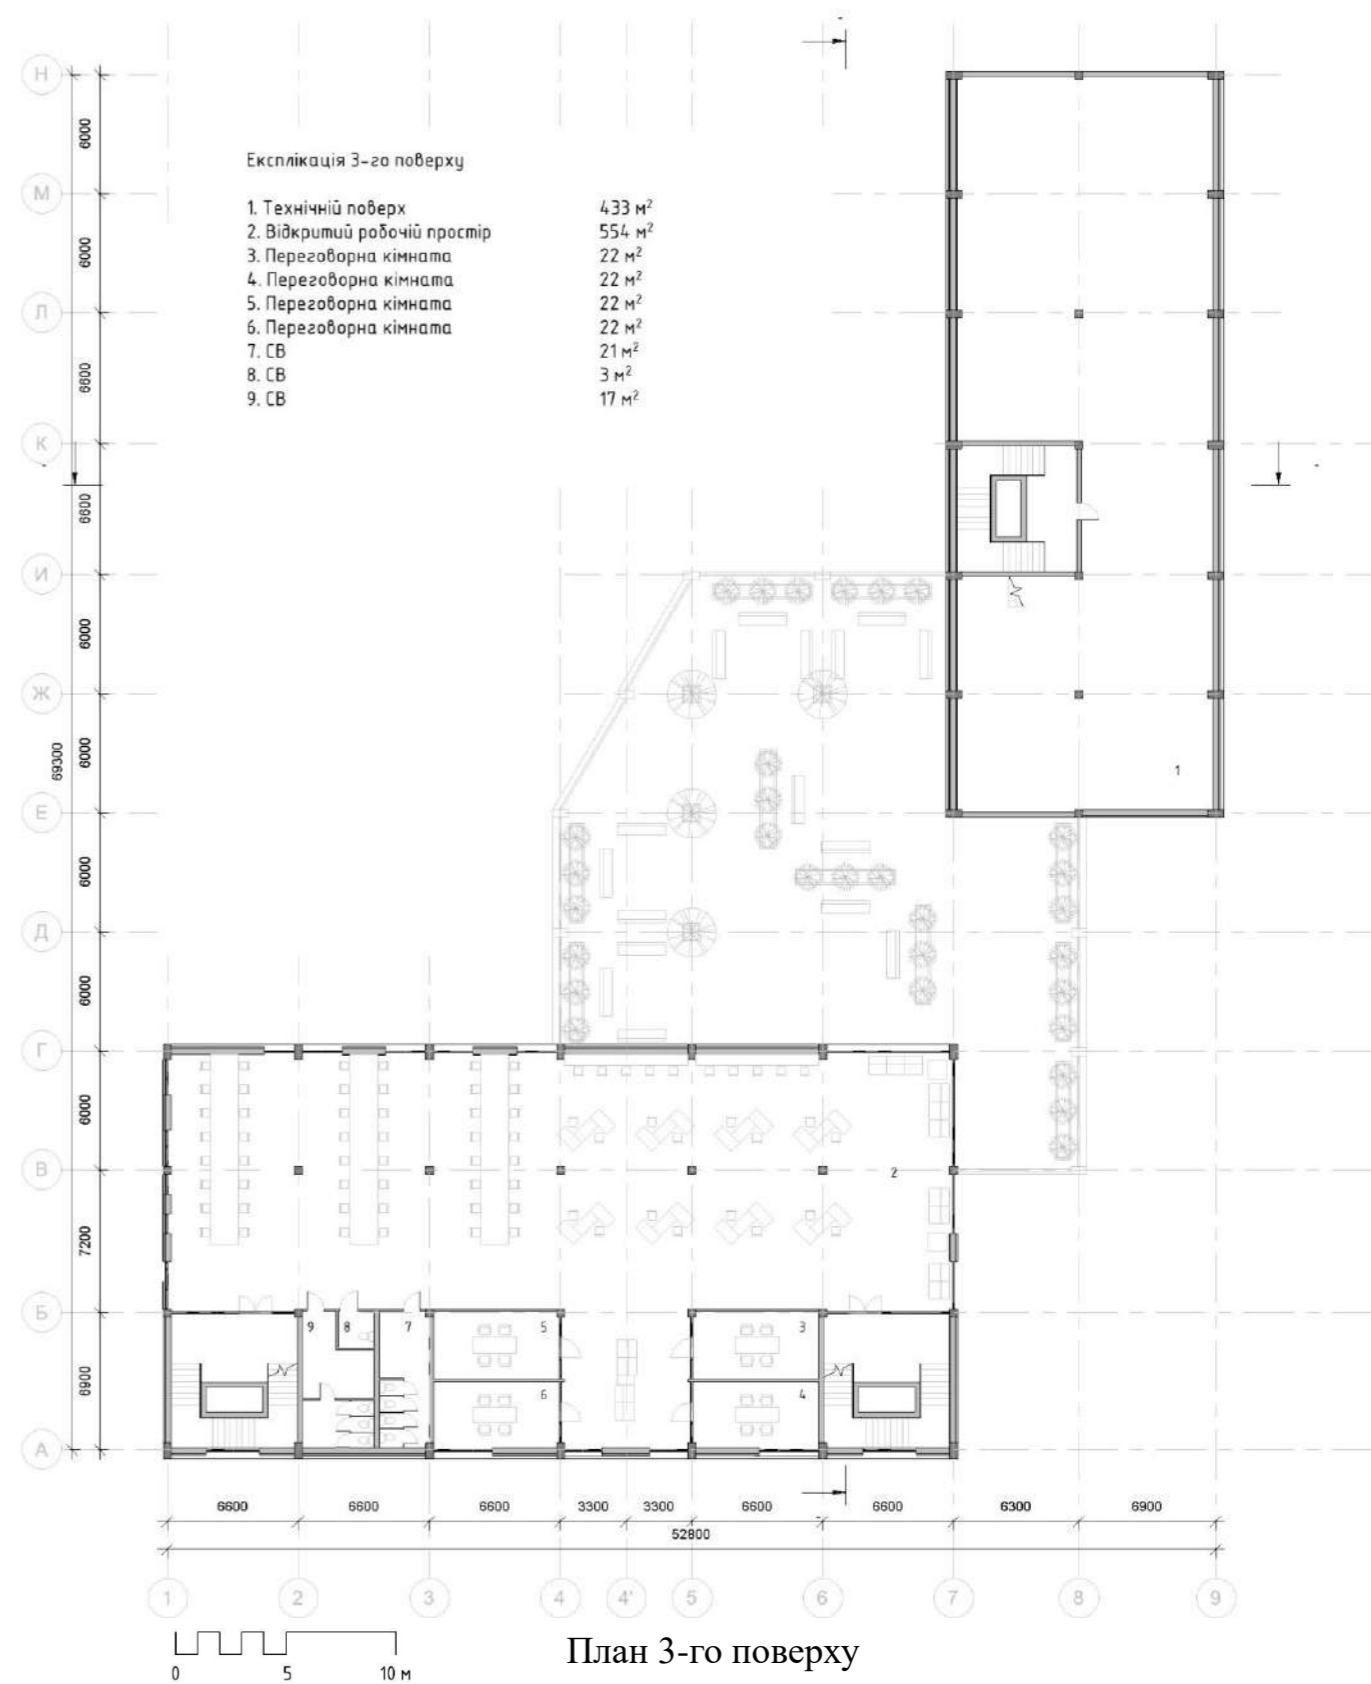 Н
6000
М
Експлікація 3-го поверху
1. Технічній поверх 433 м²
2. Відкритий робочій простір 554 м²
3. Переговорна кімната 22 м²
4. Переговорна кімната 22 м²
5. Переговорна кімната 22 м²
6. Переговорна кімната 22 м²
7. СВ 21 м²
8. СВ 3 м²
9. СВ 17 м²
6000
Л
6600
К
6600
И
6000
Ж
69300
6000
1
Е
6000
Д
6000
Г
6000
В
2
7200
Б
9
8
7
5
3
6900
6
4
А
6600 6600 6600 3300 3300 6600 6600 6300 6900
52800
1 2 3 4 4' 5 6 7 8 9
0 5 10 м
План 3-го поверху